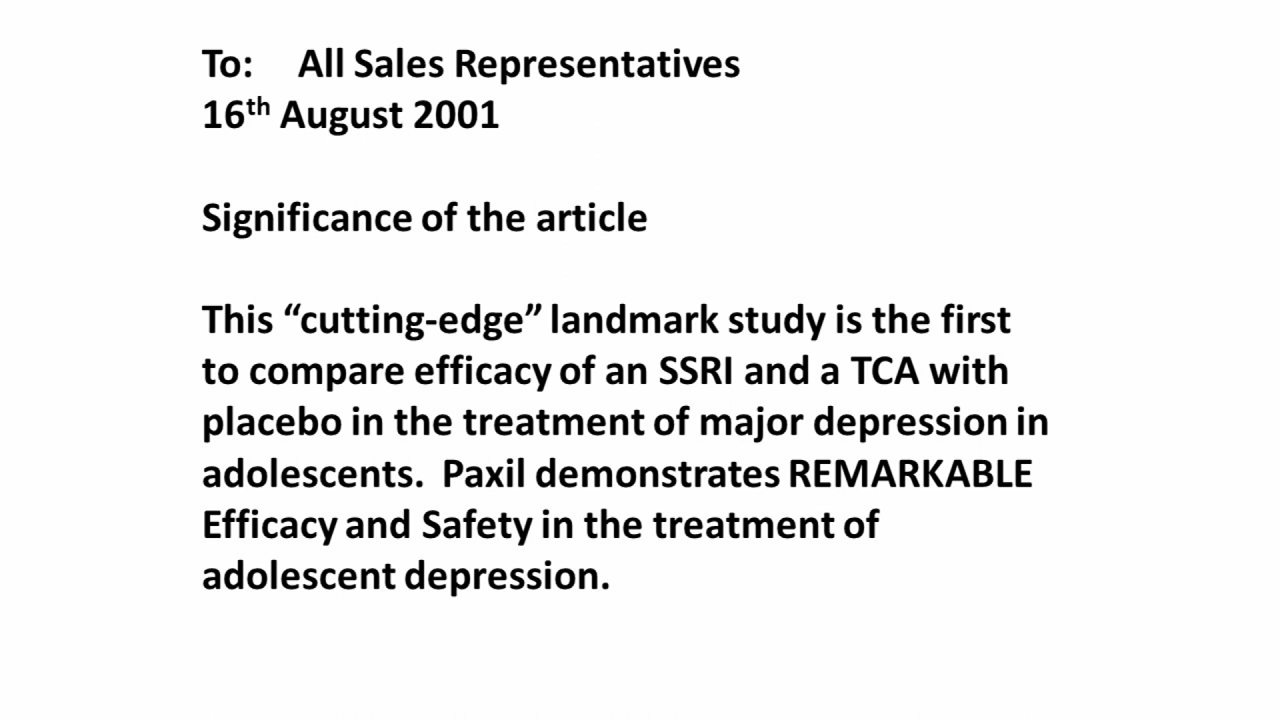 To: All Sales Representatives
16th August 2001
Significance of the article
This “cutting-edge” landmark study is the first
to compare efficacy of an SSRI and a TCA with
placebo in the treatment of major depression in
adolescents. Paxil demonstrates REMARKABLE
Efficacy and Safety in the treatment of
adolescent depression.